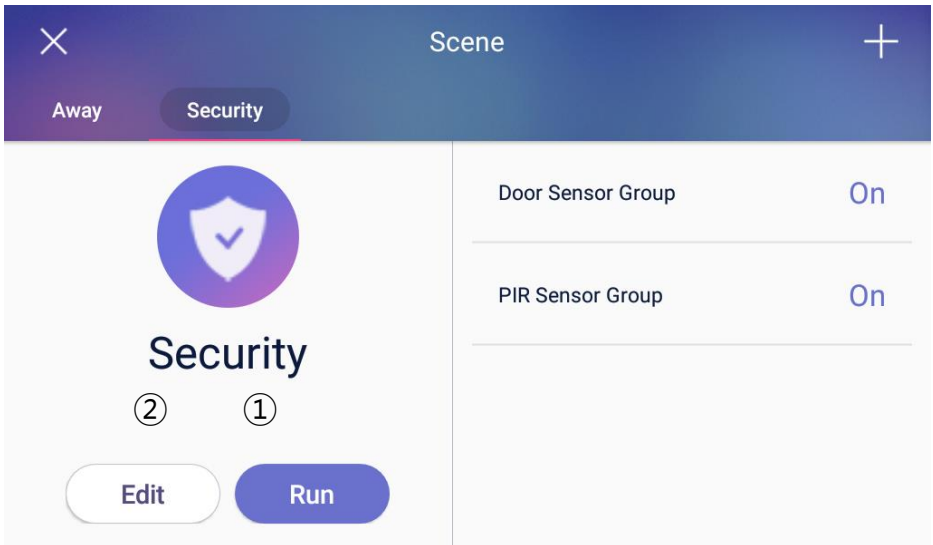 Scene
Away Security
Door Sensor Group On
PIR Sensor Group On
Security
② ①
Edit Run